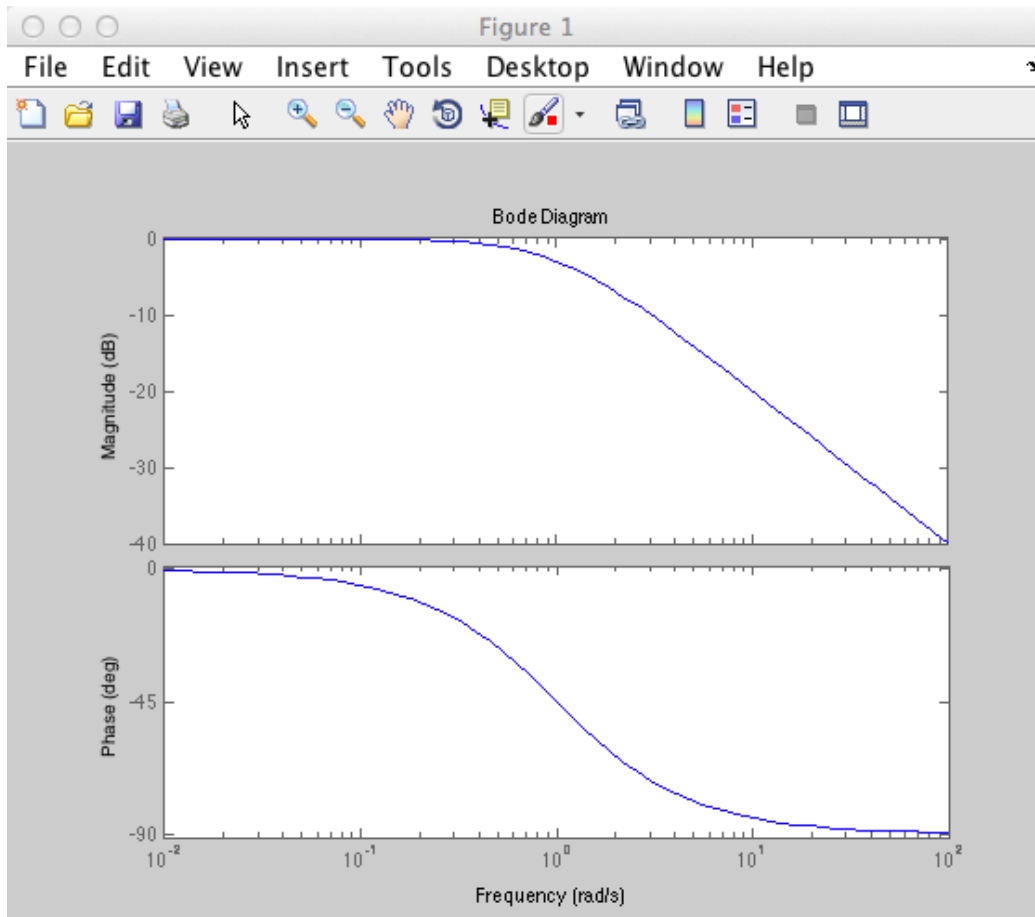 Figure 1
File Edit View Insert Tools Desktop Window Help
Bode Diagram
0
-10
-20
-30
-40
Magnitude (dB)
0
-45
-90
Phase (deg)
10^-2 10^-1 10^0 10^1 10^2
Frequency (rad/s)